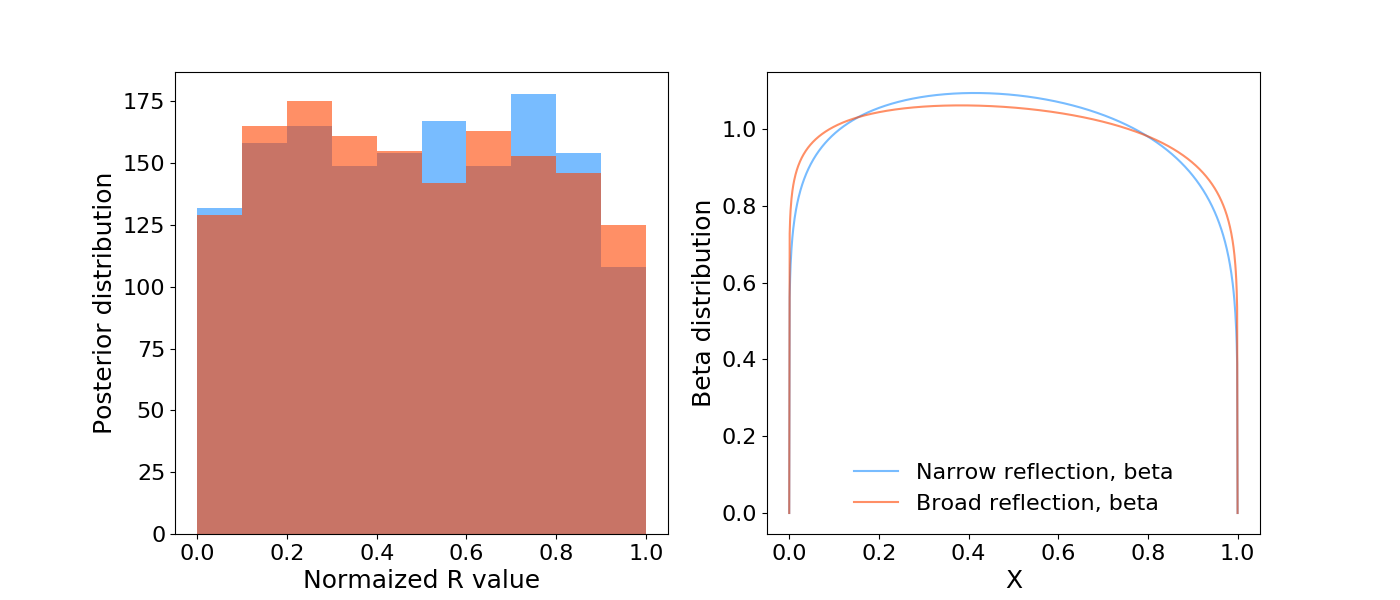 Posterior distribution
175
150
125
100
75
50
25
0
0.0 0.2 0.4 0.6 0.8 1.0
Normaized R value
Beta distribution
1.0
0.8
0.6
0.4
0.2
0.0
Narrow reflection, beta
Broad reflection, beta
0.0 0.2 0.4 0.6 0.8 1.0
X